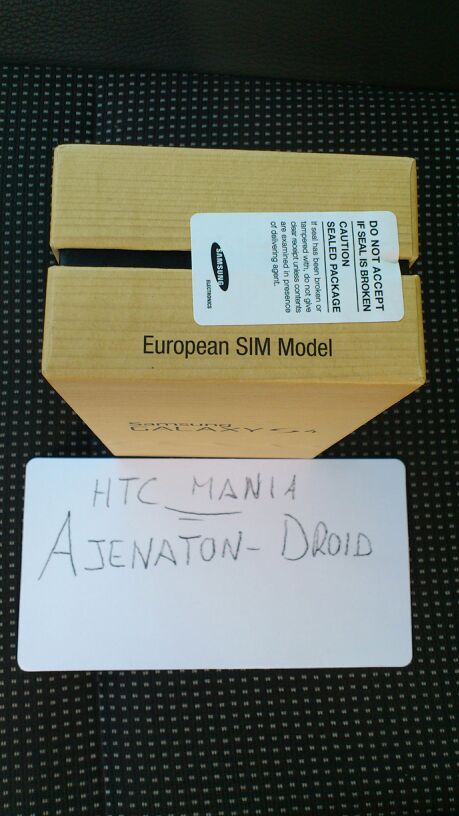 DO NOT ACCEPT
IF SEAL IS BROKEN
CAUTION
SEALED PACKAGE
If seal has been broken or
tampered with, do not give
clear receipt unless contents
are examined in presence
of delivering agent.
SAMSUNG
ELECTRONICS
European SIM Model
Samsung
GALAXY S4
HTC MANIA
AJENATON-DROID